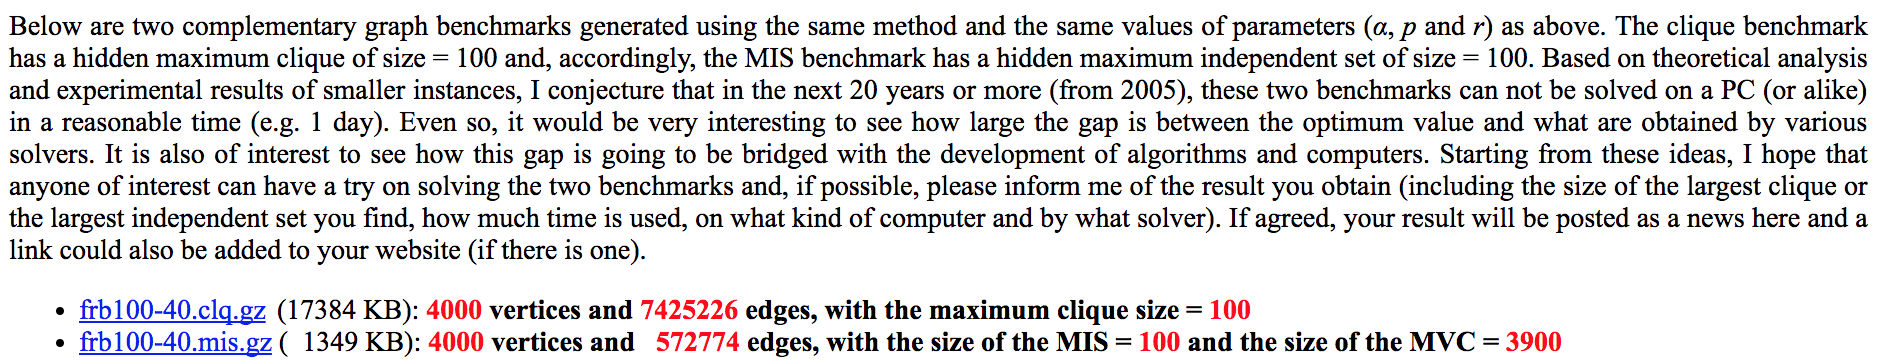 Below are two complementary graph benchmarks generated using the same method and the same values of parameters (α, p and r) as above. The clique benchmark
has a hidden maximum clique of size = 100 and, accordingly, the MIS benchmark has a hidden maximum independent set of size = 100. Based on theoretical analysis
and experimental results of smaller instances, I conjecture that in the next 20 years or more (from 2005), these two benchmarks can not be solved on a PC (or alike)
in a reasonable time (e.g. 1 day). Even so, it would be very interesting to see how large the gap is between the optimum value and what are obtained by various
solvers. It is also of interest to see how this gap is going to be bridged with the development of algorithms and computers. Starting from these ideas, I hope that
anyone of interest can have a try on solving the two benchmarks and, if possible, please inform me of the result you obtain (including the size of the largest clique or
the largest independent set you find, how much time is used, on what kind of computer and by what solver). If agreed, your result will be posted as a news here and a
link could also be added to your website (if there is one).
• frb100-40.clq.gz (17384 KB): 4000 vertices and 7425226 edges, with the maximum clique size = 100
• frb100-40.mis.gz ( 1349 KB): 4000 vertices and 572774 edges, with the size of the MIS = 100 and the size of the MVC = 3900